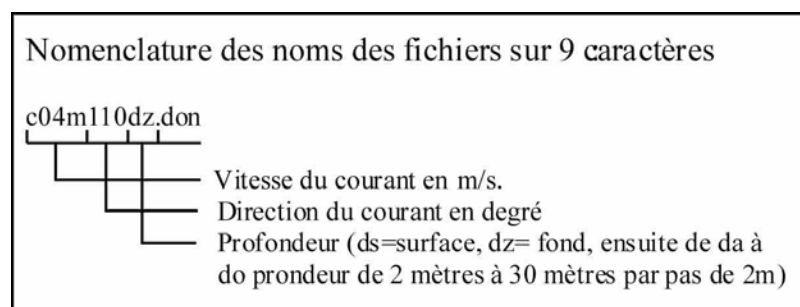 Nomenclature des noms des fichiers sur 9 caractères
c04m110dz.don
Vitesse du courant en m/s.
Direction du courant en degré
Profondeur (ds=surface, dz= fond, ensuite de da à
do prondeur de 2 mètres à 30 mètres par pas de 2m)